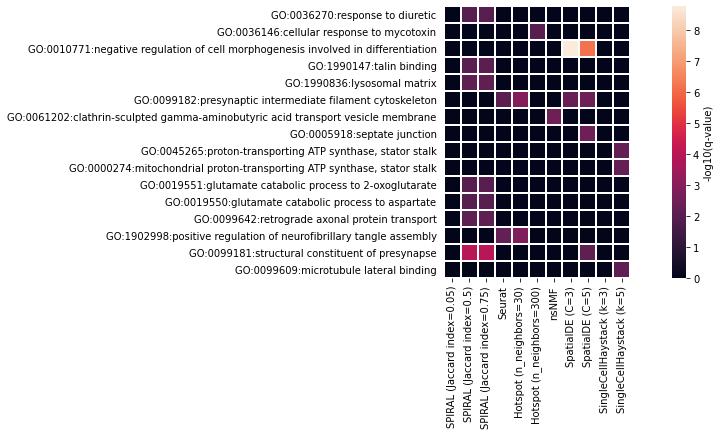 GO:0036270:response to diuretic
GO:0036146:cellular response to mycotoxin
GO:0010771:negative regulation of cell morphogenesis involved in differentiation
GO:1990147:talin binding
GO:1990836:lysosomal matrix
GO:0099182:presynaptic intermediate filament cytoskeleton
GO:0061202:clathrin-sculpted gamma-aminobutyric acid transport vesicle membrane
GO:0005918:septate junction
GO:0045265:proton-transporting ATP synthase, stator stalk
GO:0000274:mitochondrial proton-transporting ATP synthase, stator stalk
GO:0019551:glutamate catabolic process to 2-oxoglutarate
GO:0019550:glutamate catabolic process to aspartate
GO:0099642:retrograde axonal protein transport
GO:1902998:positive regulation of neurofibrillary tangle assembly
GO:0099181:structural constituent of presynapse
GO:0099609:microtubule lateral binding
SPIRAL (Jaccard index=0.05)
SPIRAL (Jaccard index=0.5)
SPIRAL (Jaccard index=0.75)
Seurat
Hotspot (n_neighbors=30)
Hotspot (n_neighbors=300)
nsNMF
SpatialDE (C=3)
SpatialDE (C=5)
SingleCellHaystack (k=3)
SingleCellHaystack (k=5)
8
7
6
5
4
3
2
1
0
-log10(q-value)